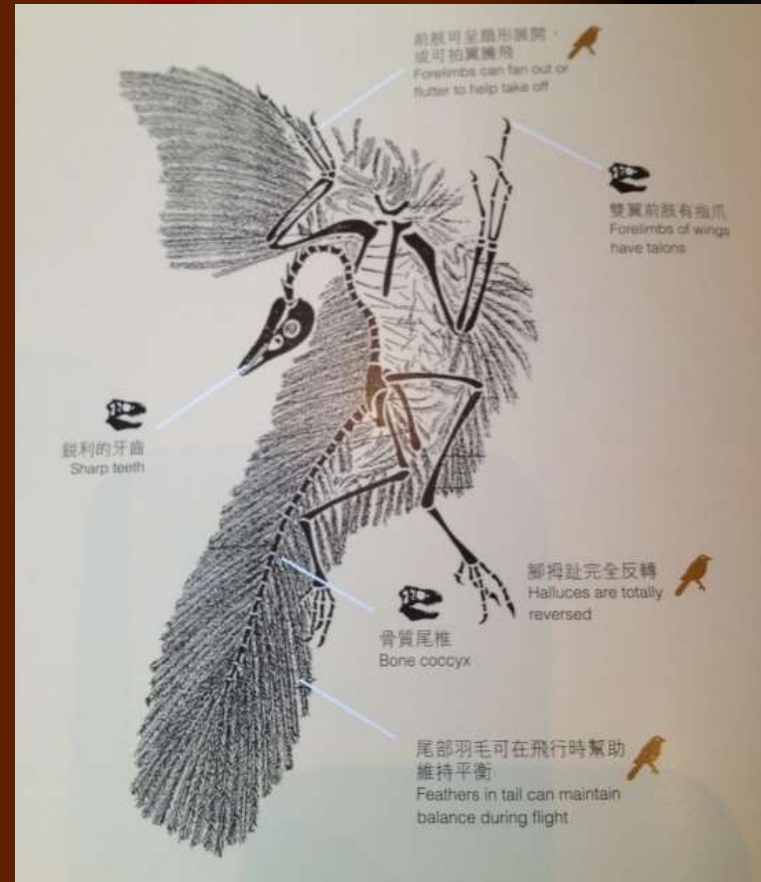 前肢可呈扇形展開、
或可拍翼騰飛
Forelimbs can fan out or
flutter to help take off
雙翼前肢有指爪
Forelimbs of wings
have talons
鋭利的牙齒
Sharp teeth
腳拇趾完全反轉
Halluces are totally
reversed
骨質尾椎
Bone coccyx
尾部羽毛可在飛行時幫助
維持平衡
Feathers in tail can maintain
balance during flight